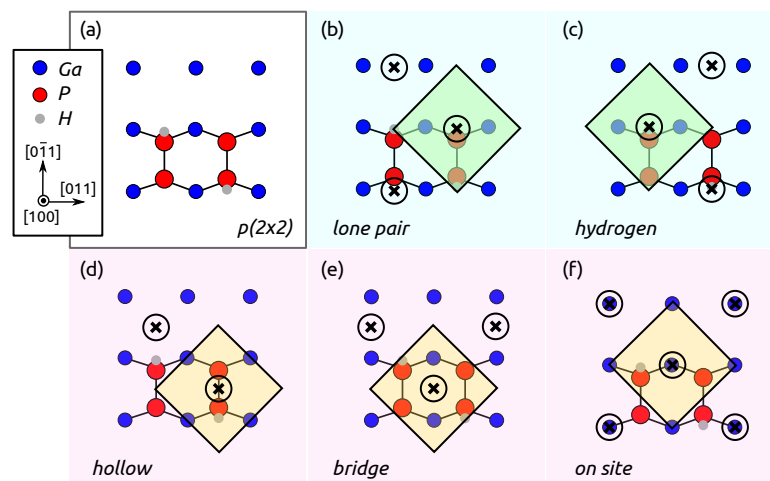 (a)
(b)
(c)
Ga
P
H
[01̄1]
[011]
[100]
p(2x2)
lone pair
hydrogen
(d)
(e)
(f)
hollow
bridge
on site